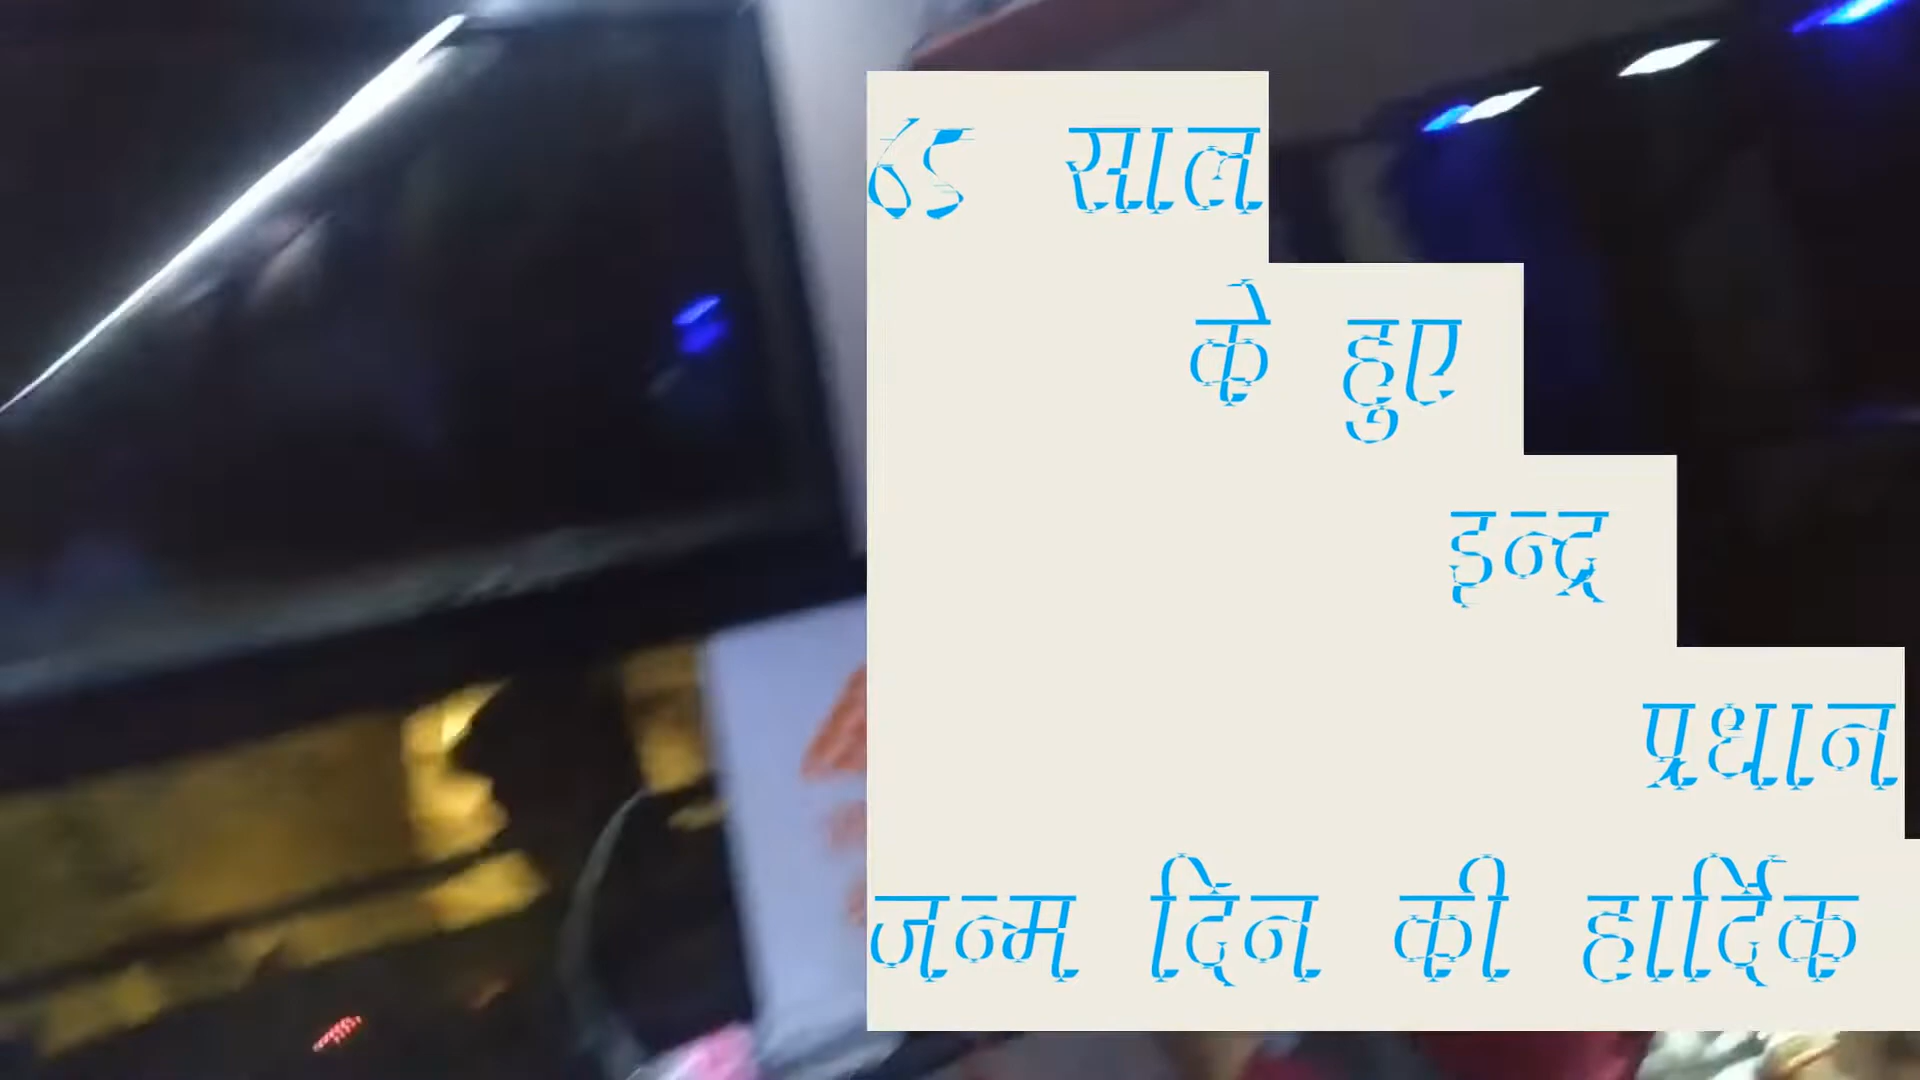 65 साल
के हुए
इन्द्र
प्रधान
जन्म दिन की हार्दिक